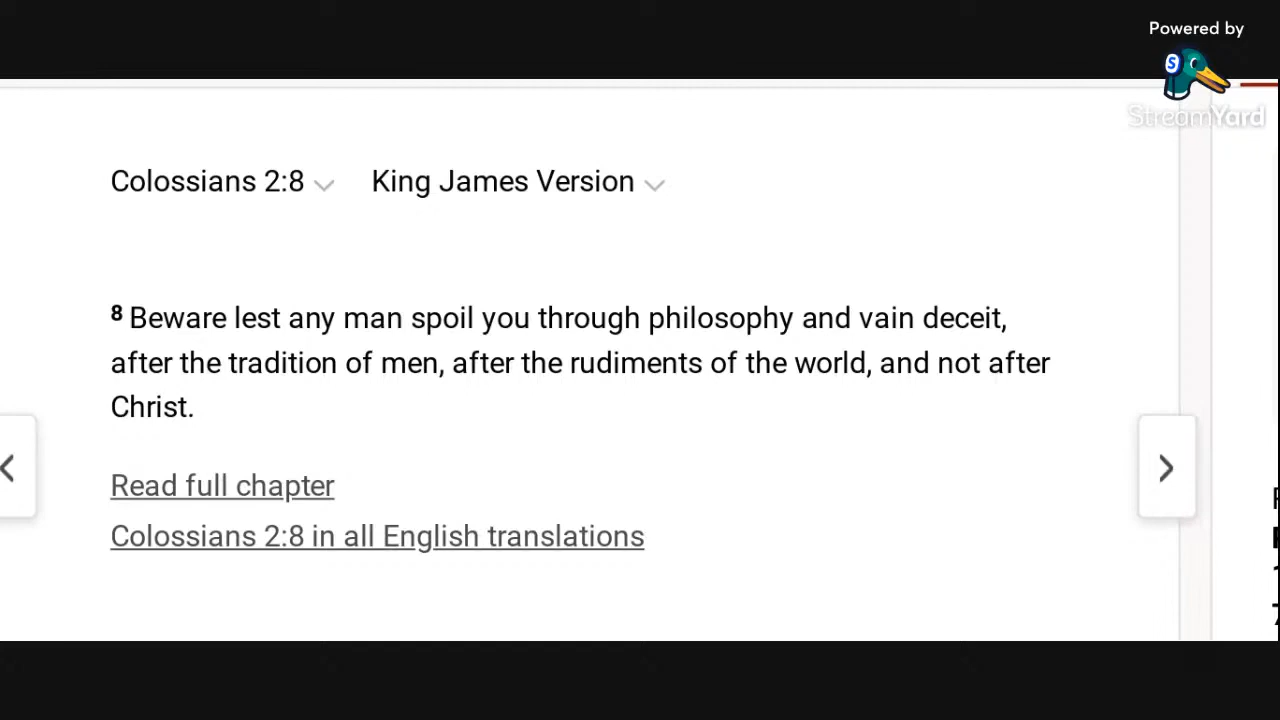 Powered by
StreamYard
Colossians 2:8 King James Version
8 Beware lest any man spoil you through philosophy and vain deceit,
after the tradition of men, after the rudiments of the world, and not after
Christ.
Read full chapter
Colossians 2:8 in all English translations